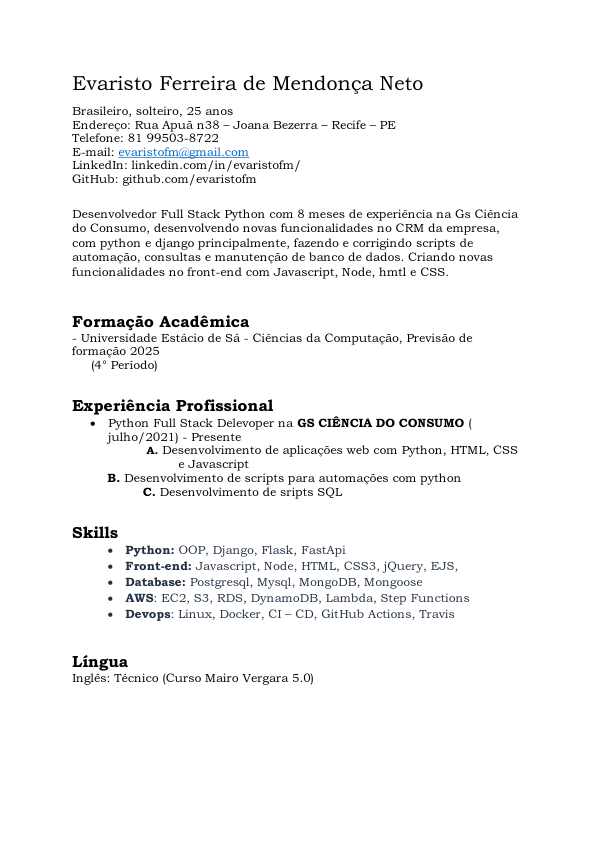 Evaristo Ferreira de Mendonça Neto
Brasileiro, solteiro, 25 anos
Endereço: Rua Apuã n38 – Joana Bezerra – Recife – PE
Telefone: 81 99503-8722
E-mail: evaristofm@gmail.com
LinkedIn: linkedin.com/in/evaristofm/
GitHub: github.com/evaristofm
Desenvolvedor Full Stack Python com 8 meses de experiência na Gs Ciência
do Consumo, desenvolvendo novas funcionalidades no CRM da empresa,
com python e django principalmente, fazendo e corrigindo scripts de
automação, consultas e manutenção de banco de dados. Criando novas
funcionalidades no front-end com Javascript, Node, hmtl e CSS.
Formação Acadêmica
- Universidade Estácio de Sá - Ciências da Computação, Previsão de
formação 2025
(4° Período)
Experiência Profissional
• Python Full Stack Delevoper na GS CIÊNCIA DO CONSUMO (
julho/2021) - Presente
A. Desenvolvimento de aplicações web com Python, HTML, CSS
e Javascript
B. Desenvolvimento de scripts para automações com python
C. Desenvolvimento de sripts SQL
Skills
• Python: OOP, Django, Flask, FastApi
• Front-end: Javascript, Node, HTML, CSS3, jQuery, EJS,
• Database: Postgresql, Mysql, MongoDB, Mongoose
• AWS: EC2, S3, RDS, DynamoDB, Lambda, Step Functions
• Devops: Linux, Docker, CI – CD, GitHub Actions, Travis
Língua
Inglês: Técnico (Curso Mairo Vergara 5.0)